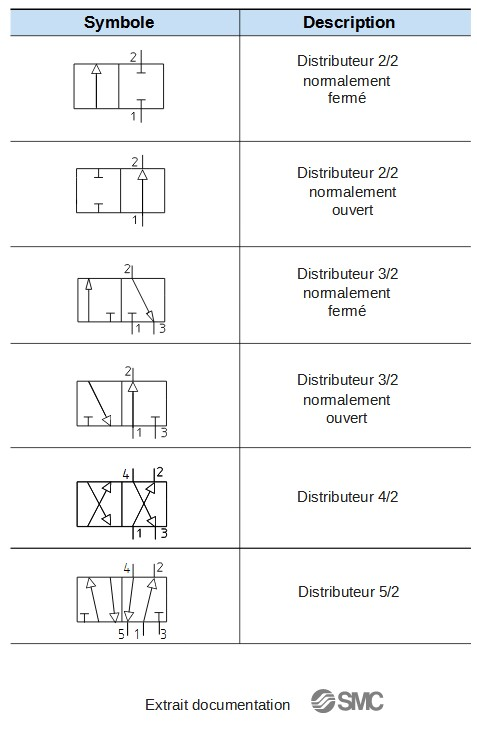 Symbole Description
2 Distributeur 2/2
normalement
fermé
1
2 Distributeur 2/2
normalement
ouvert
1
2 Distributeur 3/2
normalement
fermé
1 3
2 Distributeur 3/2
normalement
ouvert
1 3
4 2
Distributeur 4/2
1 3
4 2
Distributeur 5/2
5 1 3
Extrait documentation SMC